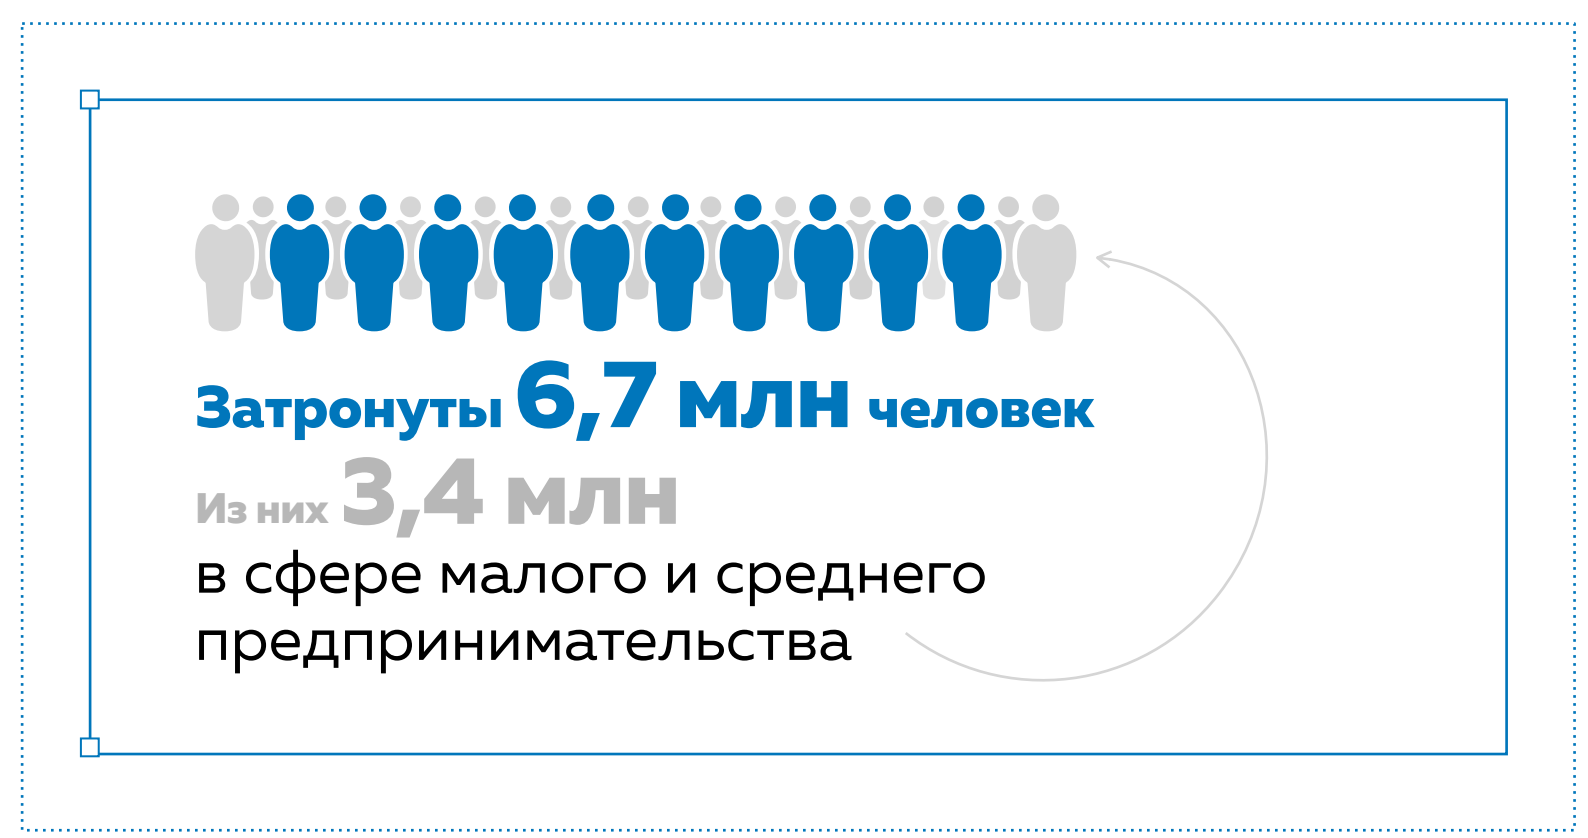 Затронуты 6,7 млн человек
Из них 3,4 млн
в сфере малого и среднего
предпринимательства